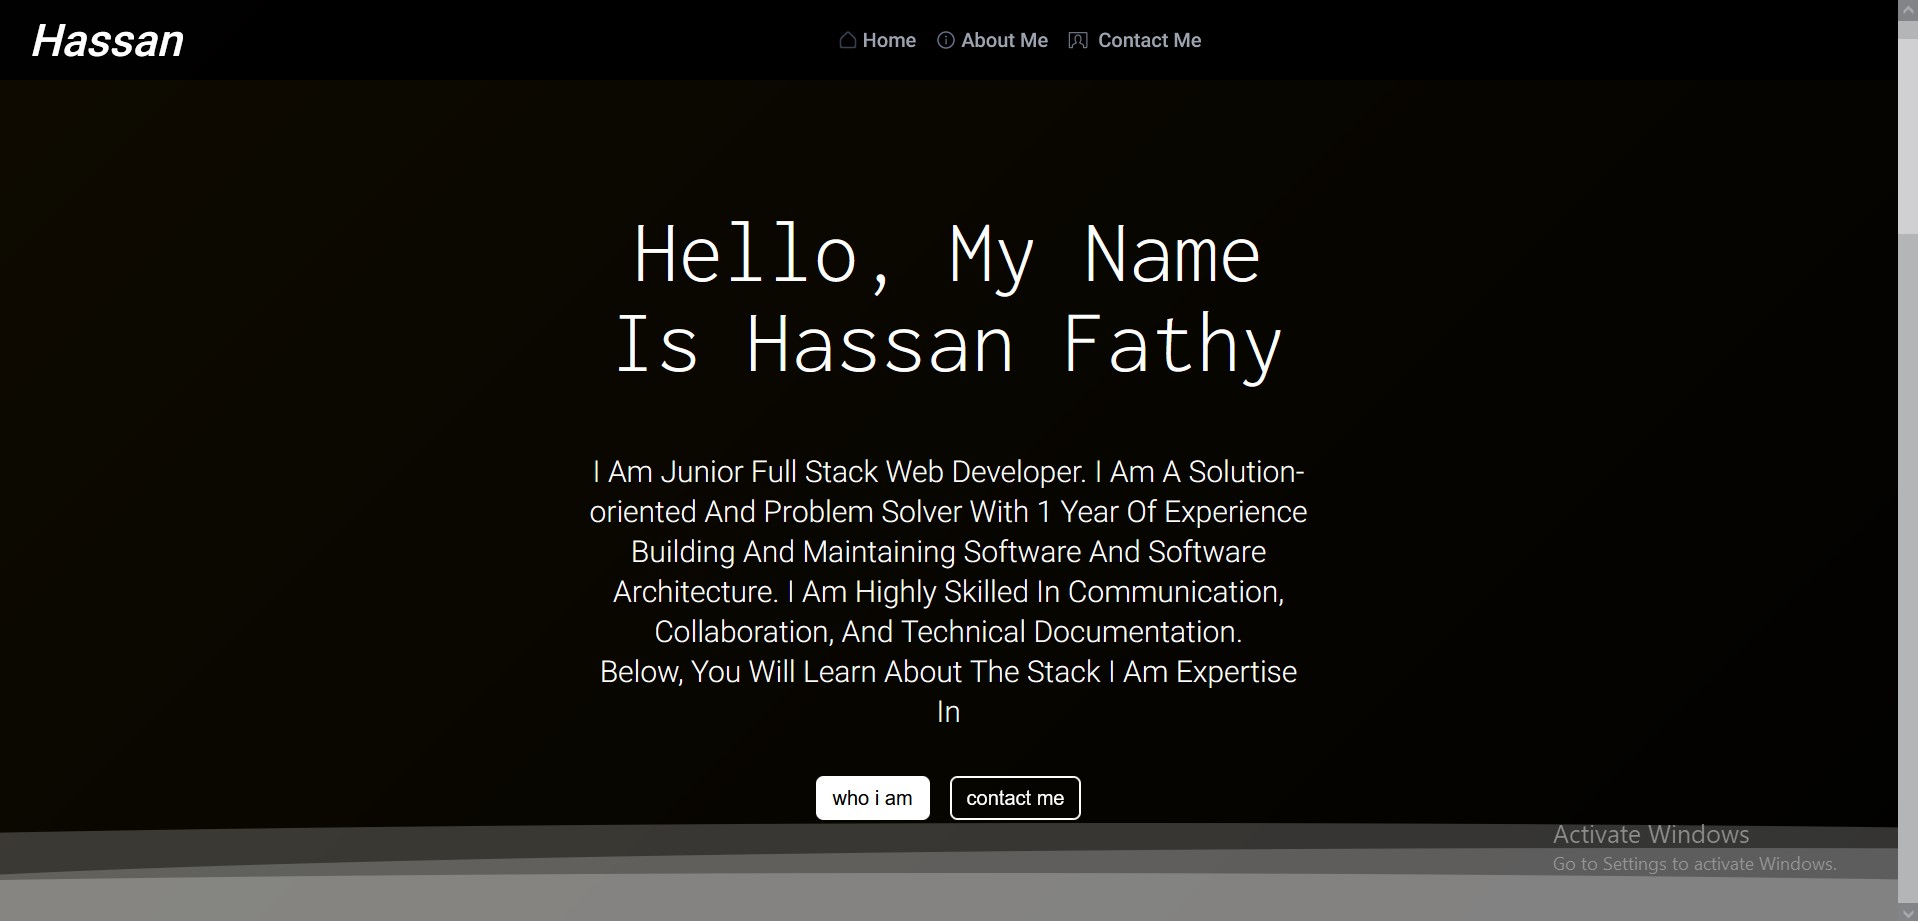 Hassan
Home
About Me
Contact Me
Hello, My Name
Is Hassan Fathy
I Am Junior Full Stack Web Developer. I Am A Solution-
oriented And Problem Solver With 1 Year Of Experience
Building And Maintaining Software And Software
Architecture. I Am Highly Skilled In Communication,
Collaboration, And Technical Documentation.
Below, You Will Learn About The Stack I Am Expertise
In
who i am
contact me
Activate Windows
Go to Settings to activate Windows.